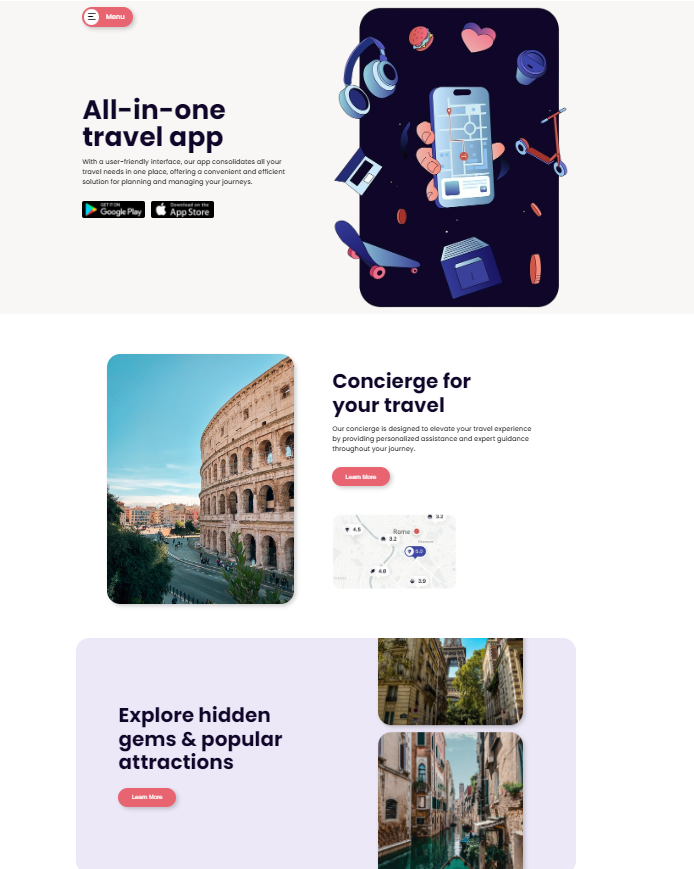 Menu
All-in-one
travel app
With a user-friendly interface, our app consolidates all your
travel needs in one place, offering a convenient and efficient
solution for planning and managing your journeys.
GET IT ON
Google Play
Download on the
App Store
Concierge for
your travel
Our concierge is designed to elevate your travel experience
by providing personalized assistance and expert guidance
throughout your journey.
Learn More
3.2
4.5
Rome
3.2
5.0
4.0
3.9
Explore hidden
gems & popular
attractions
Learn More